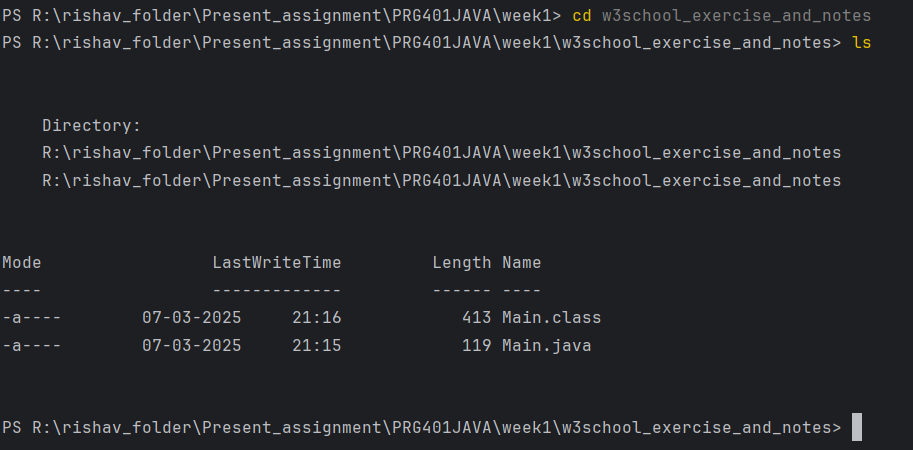 PS R:\rishav_folder\Present_assignment\PRG401JAVA\week1> cd w3school_exercise_and_notes
PS R:\rishav_folder\Present_assignment\PRG401JAVA\week1\w3school_exercise_and_notes> ls
Directory:
R:\rishav_folder\Present_assignment\PRG401JAVA\week1\w3school_exercise_and_notes
R:\rishav_folder\Present_assignment\PRG401JAVA\week1\w3school_exercise_and_notes
Mode LastWriteTime Length Name
---- ------------- ------ ----
-a---- 07-03-2025 21:16 413 Main.class
-a---- 07-03-2025 21:15 119 Main.java
PS R:\rishav_folder\Present_assignment\PRG401JAVA\week1\w3school_exercise_and_notes>